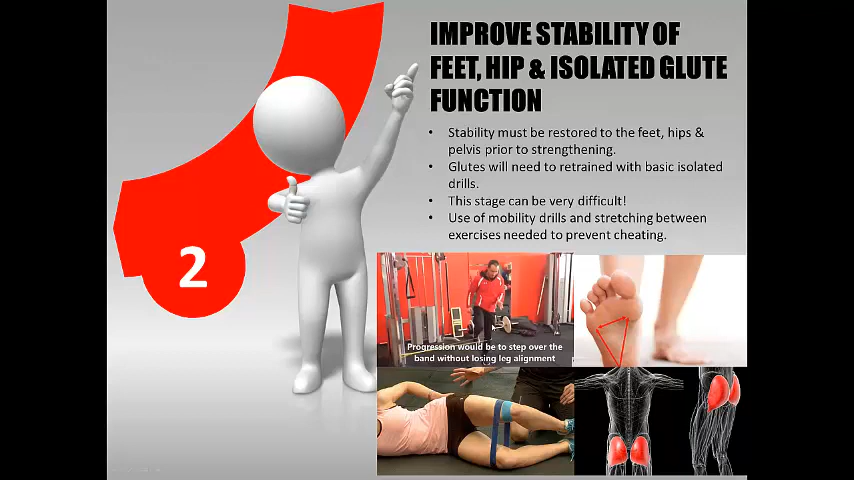 IMPROVE STABILITY OF
FEET, HIP & ISOLATED GLUTE
FUNCTION
• Stability must be restored to the feet, hips &
pelvis prior to strengthening.
• Glutes will need to retrained with basic isolated
drills.
• This stage can be very difficult!
• Use of mobility drills and stretching between
exercises needed to prevent cheating.
2
Progression would be to step over the
band without losing leg alignment